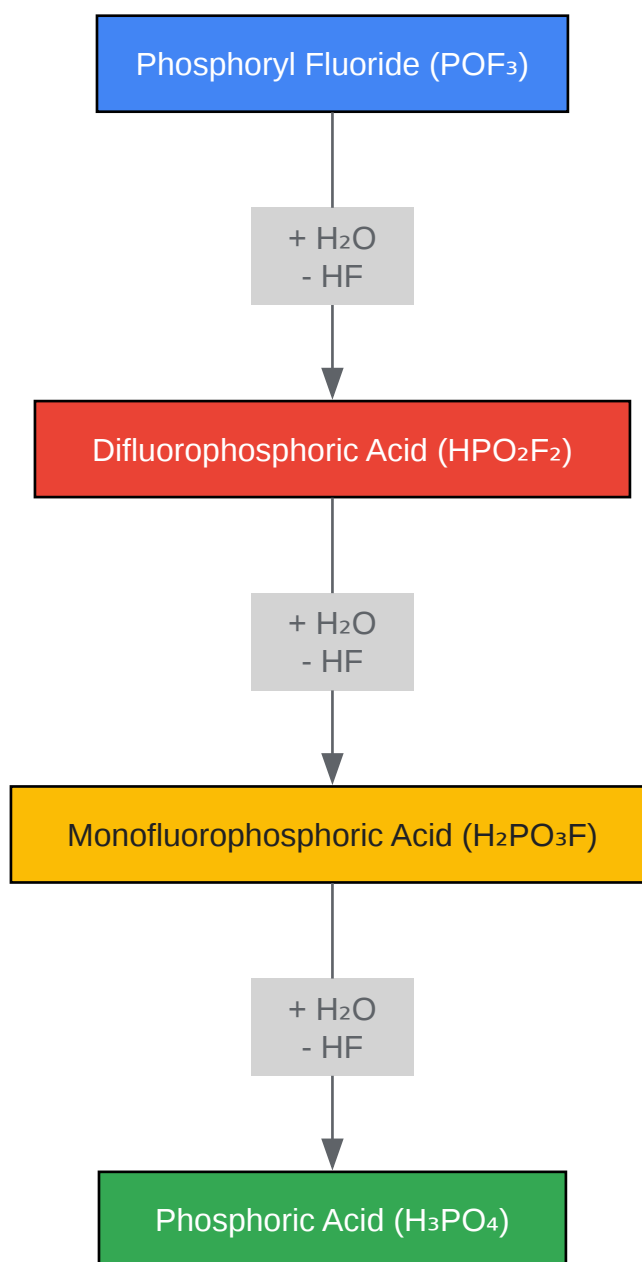 Phosphoryl Fluoride (POF₃)
+ H₂O
- HF
Difluorophosphoric Acid (HPO₂F₂)
+ H₂O
- HF
Monofluorophosphoric Acid (H₂PO₃F)
+ H₂O
- HF
Phosphoric Acid (H₃PO₄)